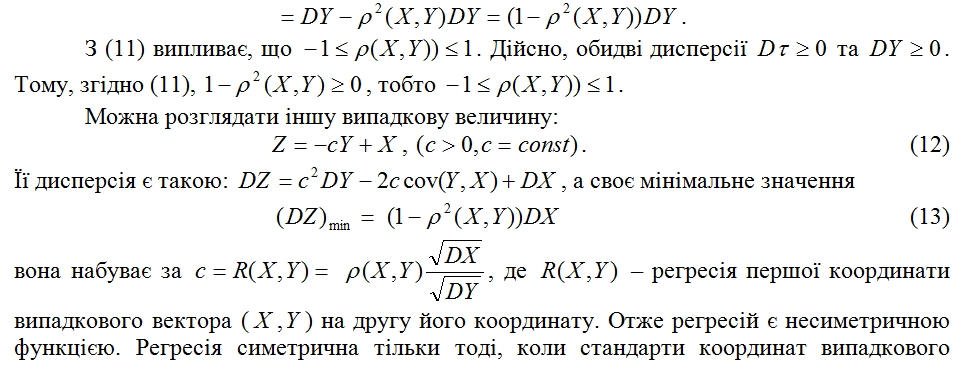 = DY − ρ²(X,Y)DY = (1− ρ²(X,Y))DY .
З (11) випливає, що −1 ≤ ρ(X,Y)) ≤ 1. Дійсно, обидві дисперсії Dτ ≥ 0 та DY ≥ 0.
Тому, згідно (11), 1− ρ²(X,Y) ≥ 0, тобто −1 ≤ ρ(X,Y)) ≤ 1.
Можна розглядати іншу випадкову величину:
Z = −cY + X , (c > 0, c = const). (12)
Її дисперсія є такою: DZ = c²DY − 2c cov(Y, X) + DX , а своє мінімальне значення
(DZ)min = (1− ρ²(X,Y))DX (13)
вона набуває за c = R(X,Y) = ρ(X,Y) √DX / √DY, де R(X,Y) – регресія першої координати
випадкового вектора (X,Y) на другу його координату. Отже регресій є несиметричною
функцією. Регресія симетрична тільки тоді, коли стандарти координат випадкового